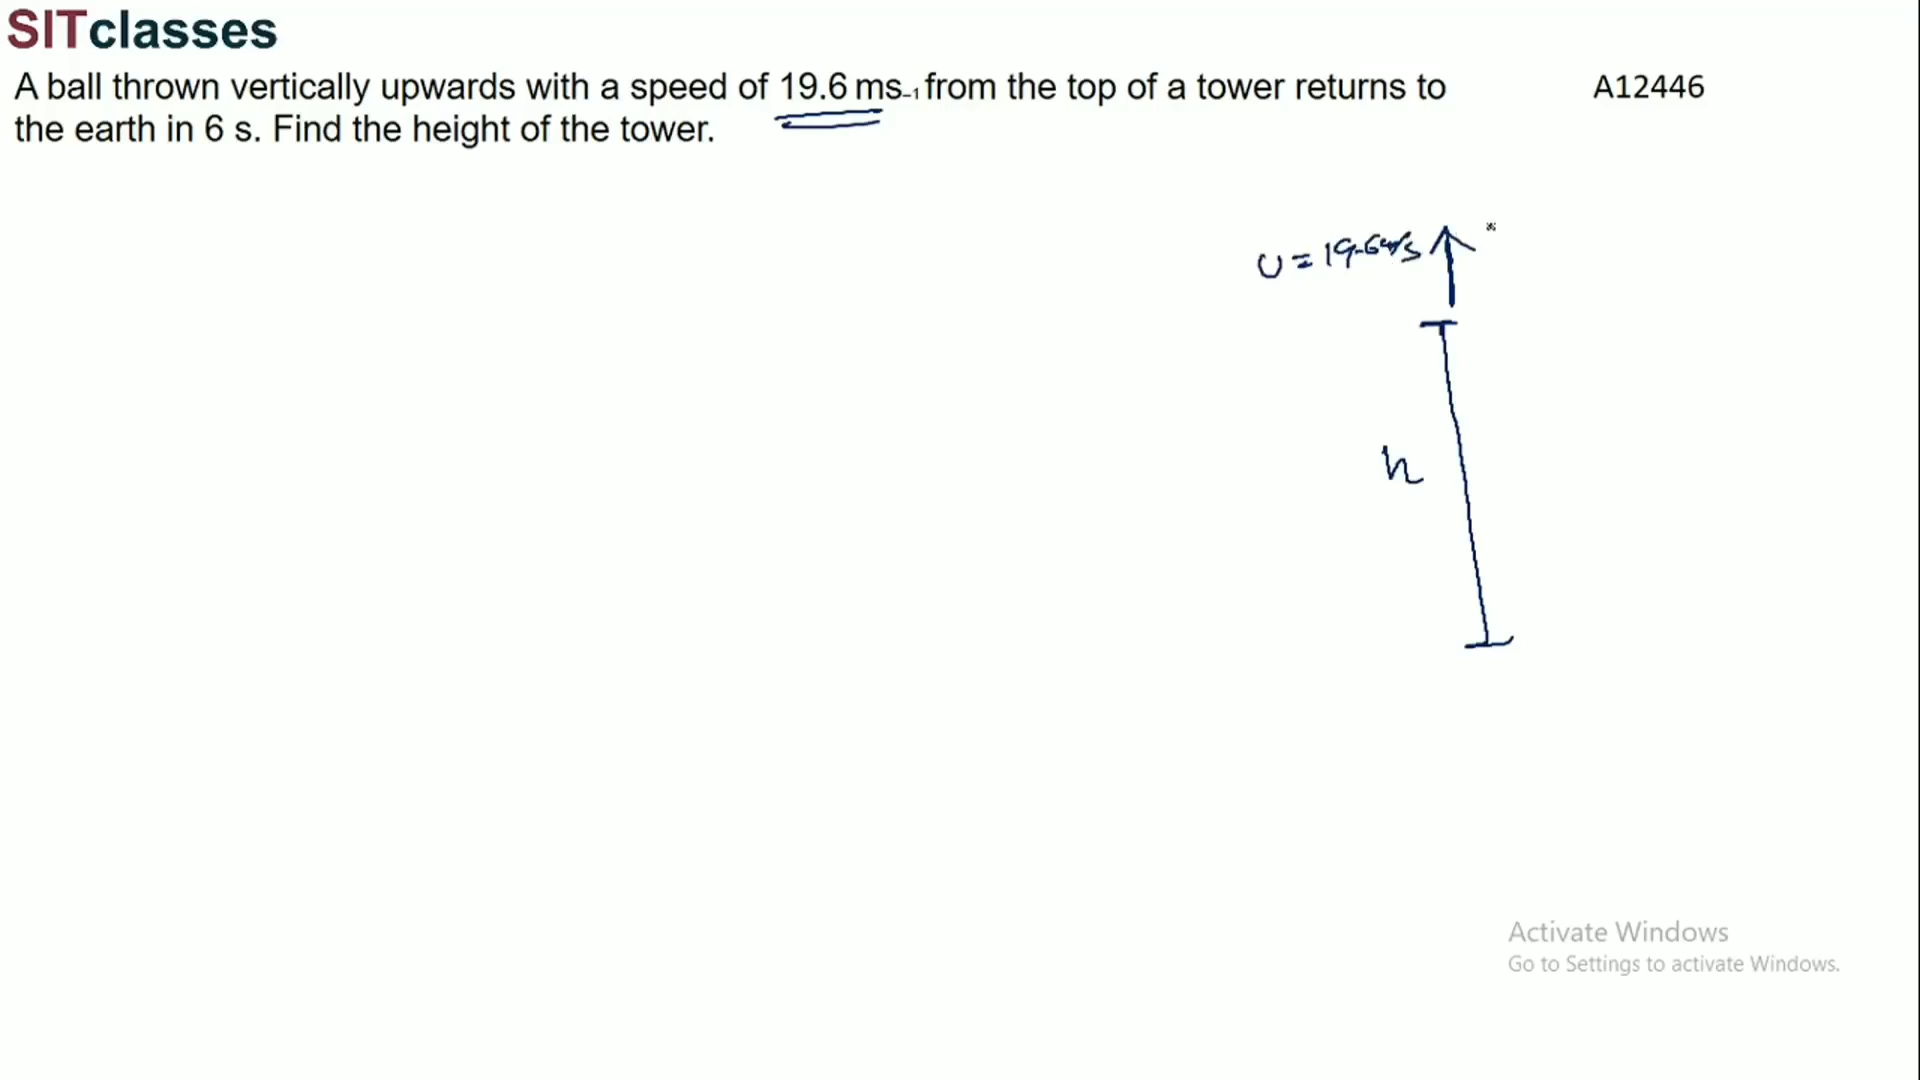 SITclasses
A ball thrown vertically upwards with a speed of 19.6 ms-1 from the top of a tower returns to
the earth in 6 s. Find the height of the tower.
A12446
u = 19.6m/s
h
Activate Windows
Go to Settings to activate Windows.